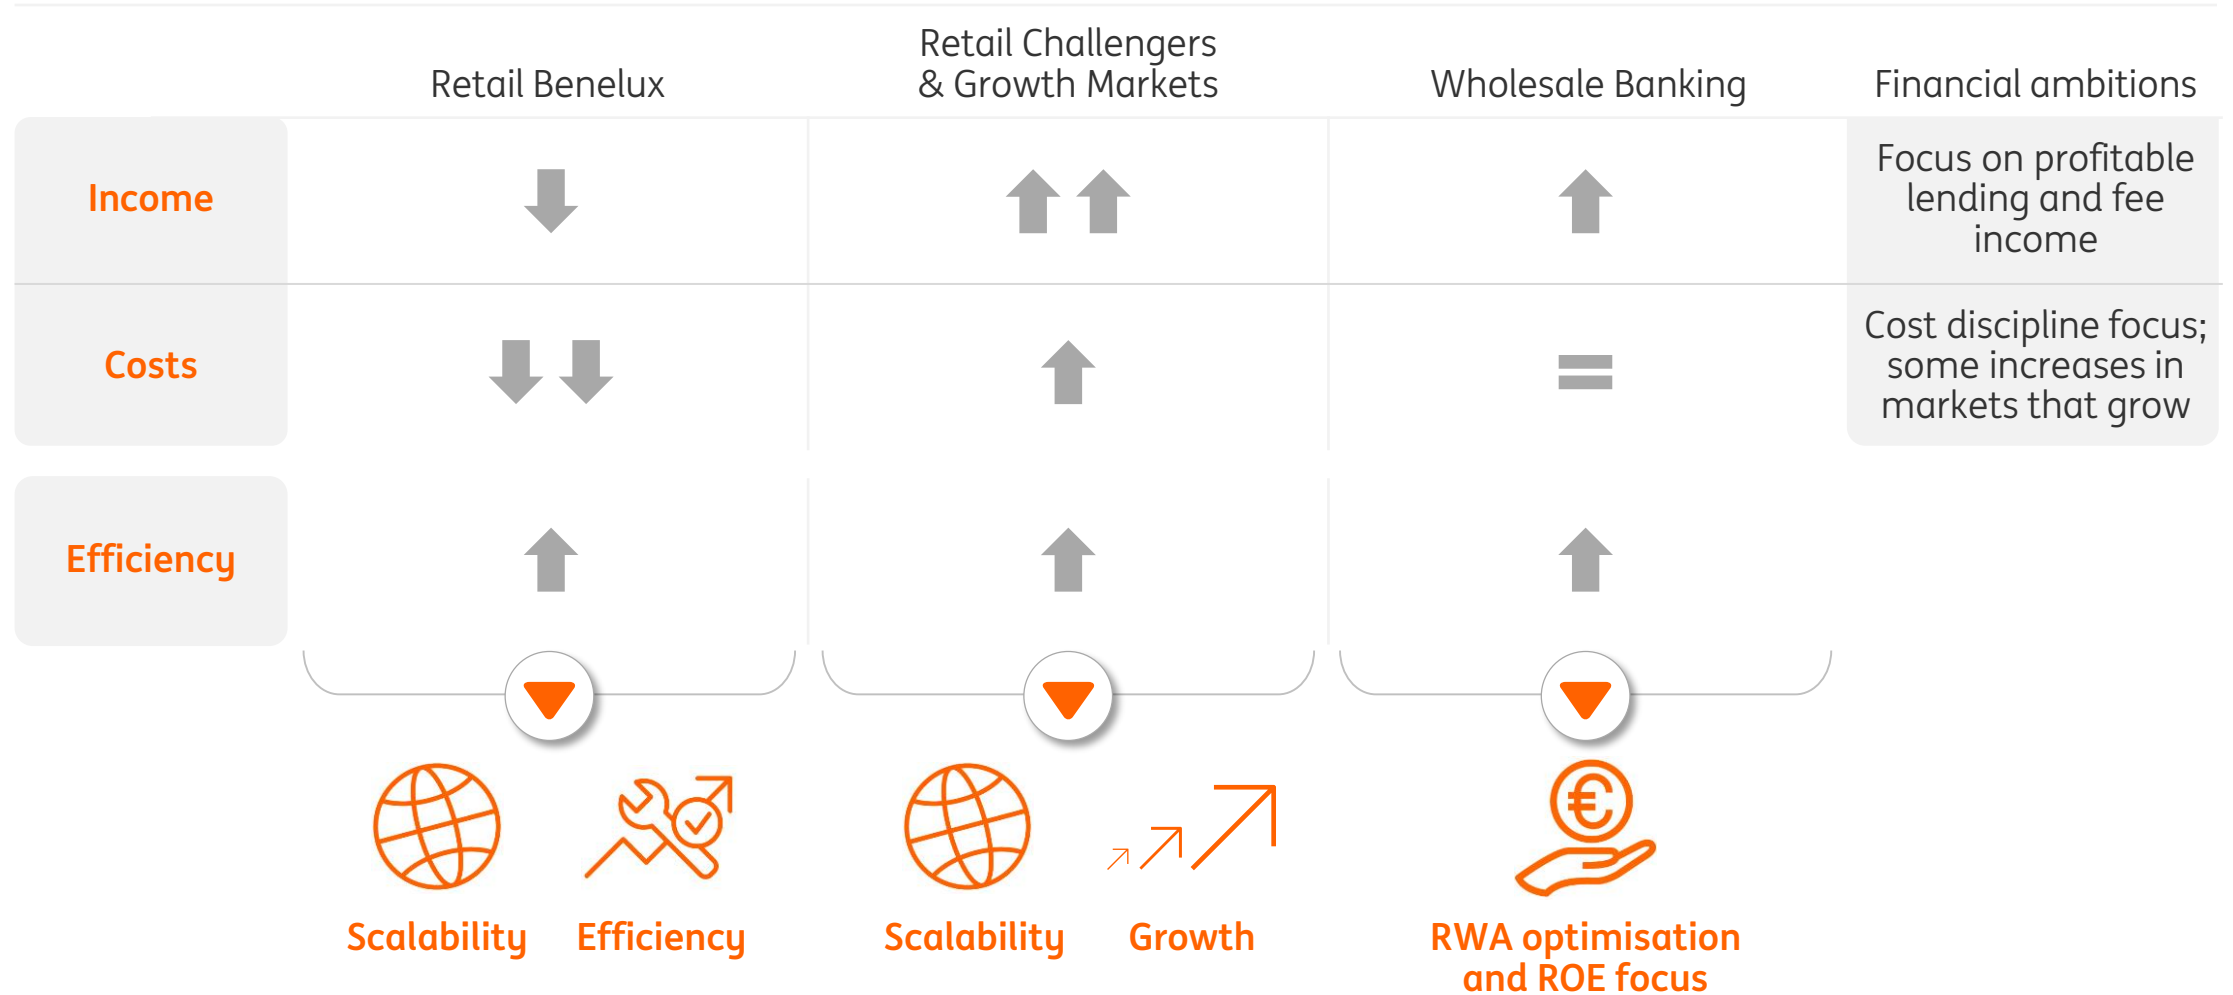 Retail Benelux
Retail Challengers
& Growth Markets
Wholesale Banking
Financial ambitions
Income
Focus on profitable
lending and fee
income
Costs
Cost discipline focus;
some increases in
markets that grow
Efficiency
€
Scalability
Efficiency
Scalability
Growth
RWA optimisation
and ROE focus